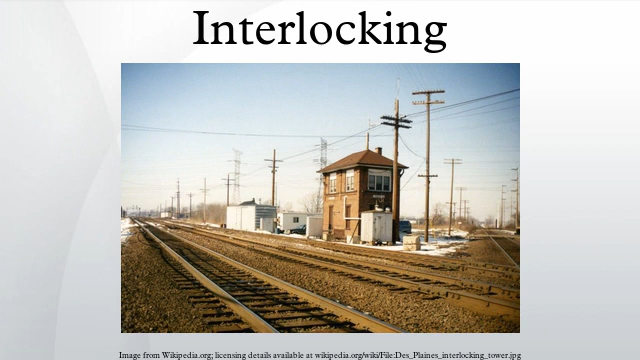 Interlocking
Image from Wikipedia.org; licensing details available at wikipedia.org/wiki/File:Des_Plaines_interlocking_tower.jpg